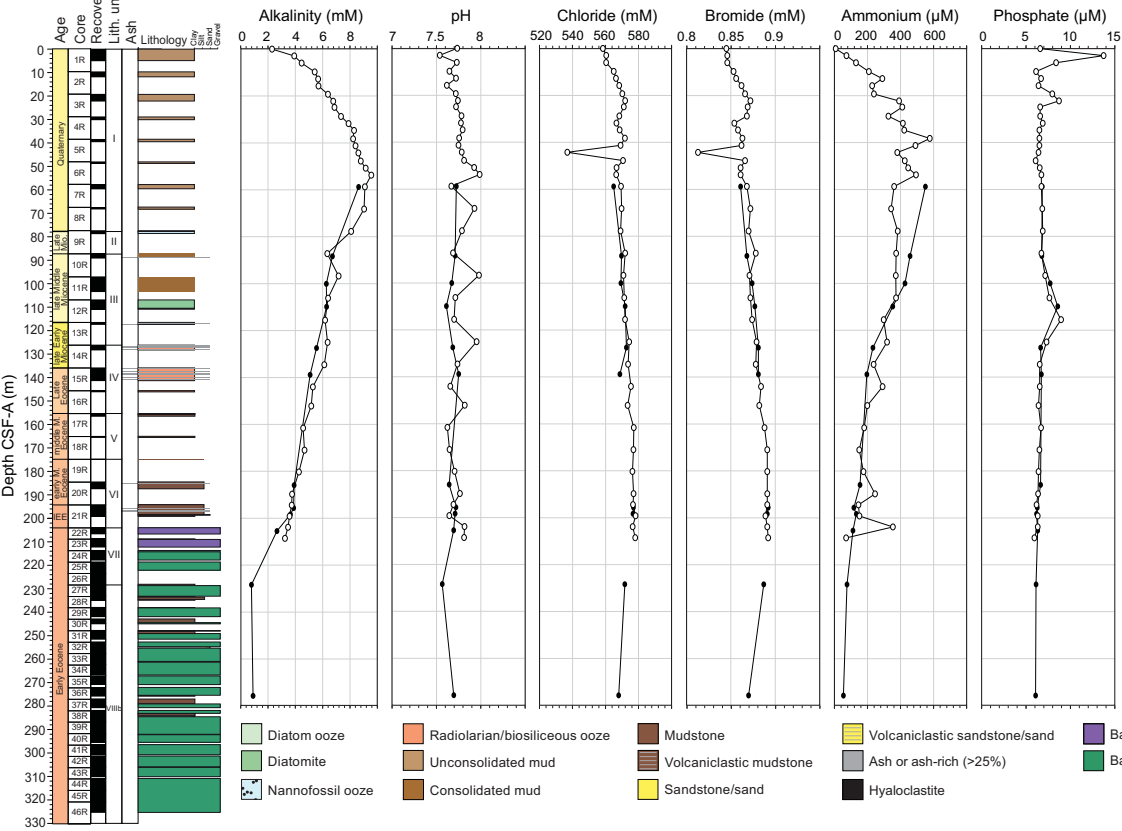 Age
Core
Recove
Lith. un
Ash
Lithology
Clay
Silt
Sand
Gravel
Alkalinity (mM)
pH
Chloride (mM)
Bromide (mM)
Ammonium (µM)
Phosphate (µM)
0 2 4 6 8 10
7 7.5 8
520 540 560 580
0.8 0.85 0.9
0 200 400 600
0 5 10 15
Depth CSF-A (m)
0
10
20
30
40
50
60
70
80
90
100
110
120
130
140
150
160
170
180
190
200
210
220
230
240
250
260
270
280
290
300
310
320
330
Quaternary
Late Mio.
late Middle Miocene
late Early Miocene
Late Eocene
middle M. Eocene
early M. Eocene
lEE
Early Eocene
1R
2R
3R
4R
5R
6R
7R
8R
9R
10R
11R
12R
13R
14R
15R
16R
17R
18R
19R
20R
21R
22R
23R
24R
25R
26R
27R
28R
29R
30R
31R
32R
33R
34R
35R
36R
37R
38R
39R
40R
41R
42R
43R
44R
45R
46R
I
II
III
IV
V
VI
VII
VIIIb
Diatom ooze
Diatomite
Nannofossil ooze
Radiolarian/biosiliceous ooze
Unconsolidated mud
Consolidated mud
Mudstone
Volcaniclastic mudstone
Sandstone/sand
Volcaniclastic sandstone/sand
Ash or ash-rich (>25%)
Hyaloclastite
Ba
Ba